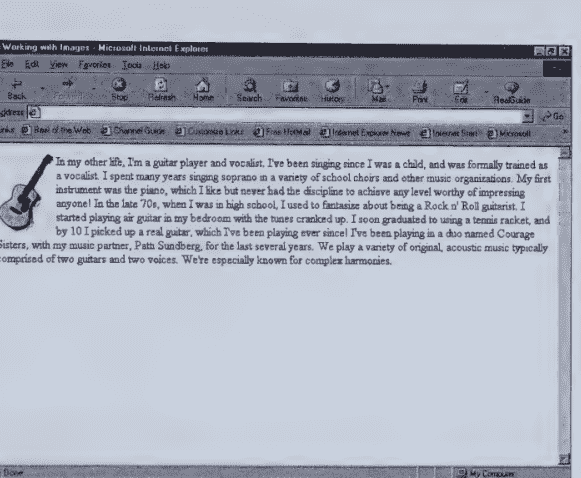 Working with Images - Microsoft Internet Explorer
File Edit View Favorites Tools Help
Back Stop Refresh Home Search Favorites History Mail Print Edit RealGuide
ddress Go
inks Best of the Web Channel Guide Customize Links Free Hotmail Internet Explorer News Internet Start Microsoft
In my other life, I'm a guitar player and vocalist. I've been singing since I was a child, and was formally trained as
a vocalist. I spent many years singing soprano in a variety of school choirs and other music organizations. My first
instrument was the piano, which I like but never had the discipline to achieve any level worthy of impressing
anyone! In the late 70s, when I was in high school, I used to fantasize about being a Rock n' Roll guitarist. I
started playing air guitar in my bedroom with the tunes cranked up. I soon graduated to using a tennis racket, and
by 10 I picked up a real guitar, which I've been playing ever since! I've been playing in a duo named Courage
Sisters, with my music partner, Path Sundberg, for the last several years. We play a variety of original, acoustic music typically
comprised of two guitars and two voices. We're especially known for complex harmonies.
Done My Computer